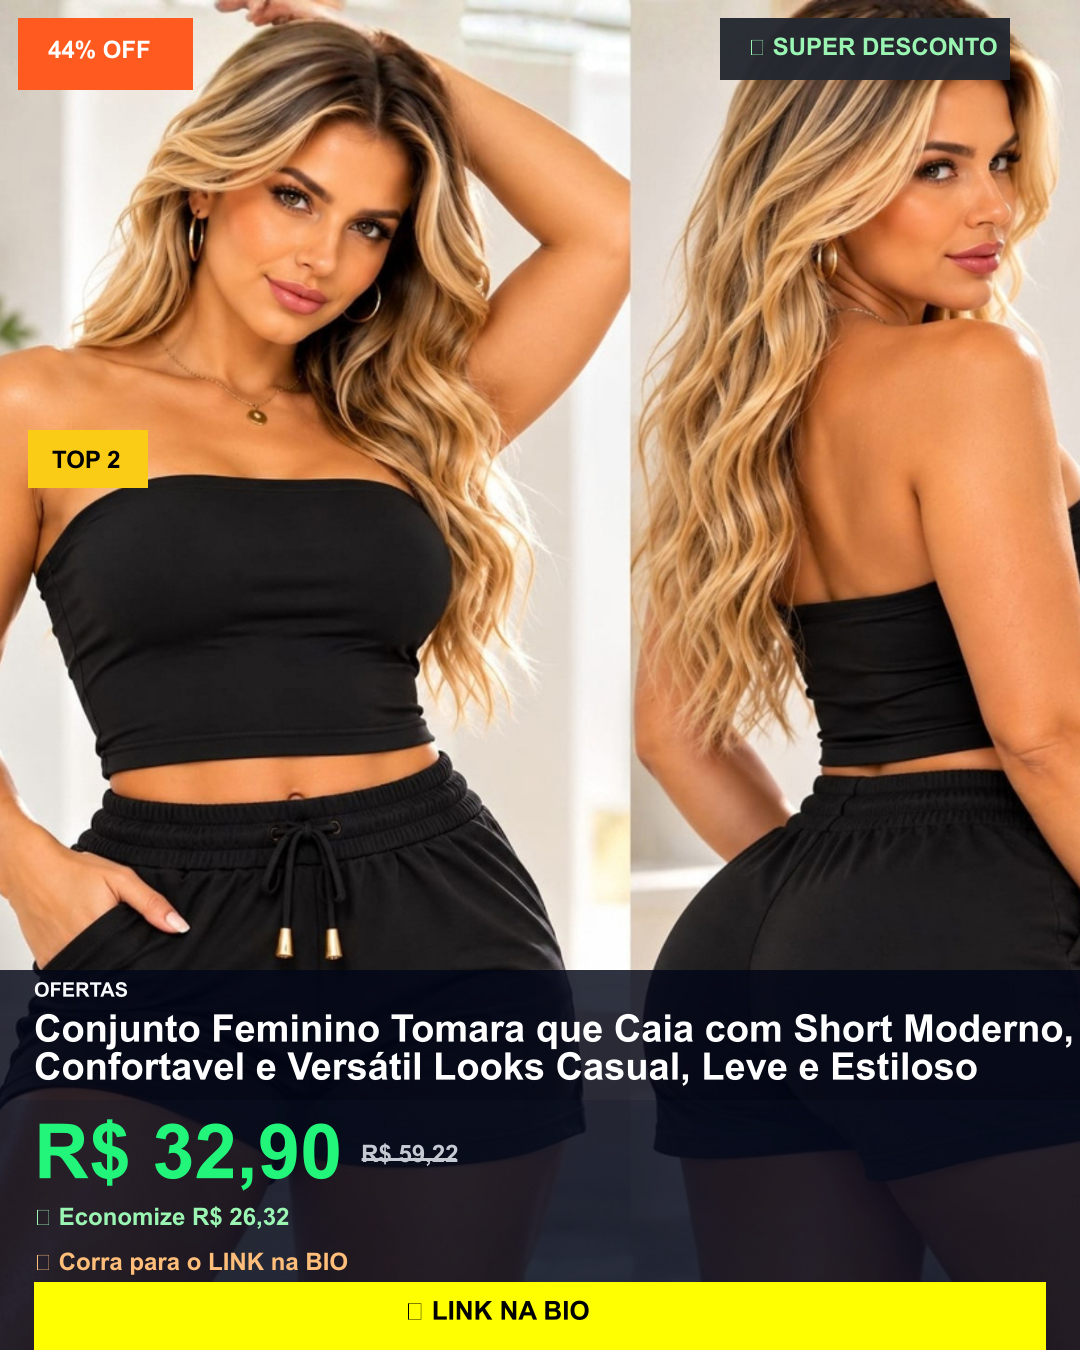 44% OFF
SUPER DESCONTO
TOP 2
OFERTAS
Conjunto Feminino Tomara que Caia com Short Moderno,
Confortavel e Versátil Looks Casual, Leve e Estiloso
R$ 32,90 R$ 59,22
Economize R$ 26,32
Corra para o LINK na BIO
LINK NA BIO